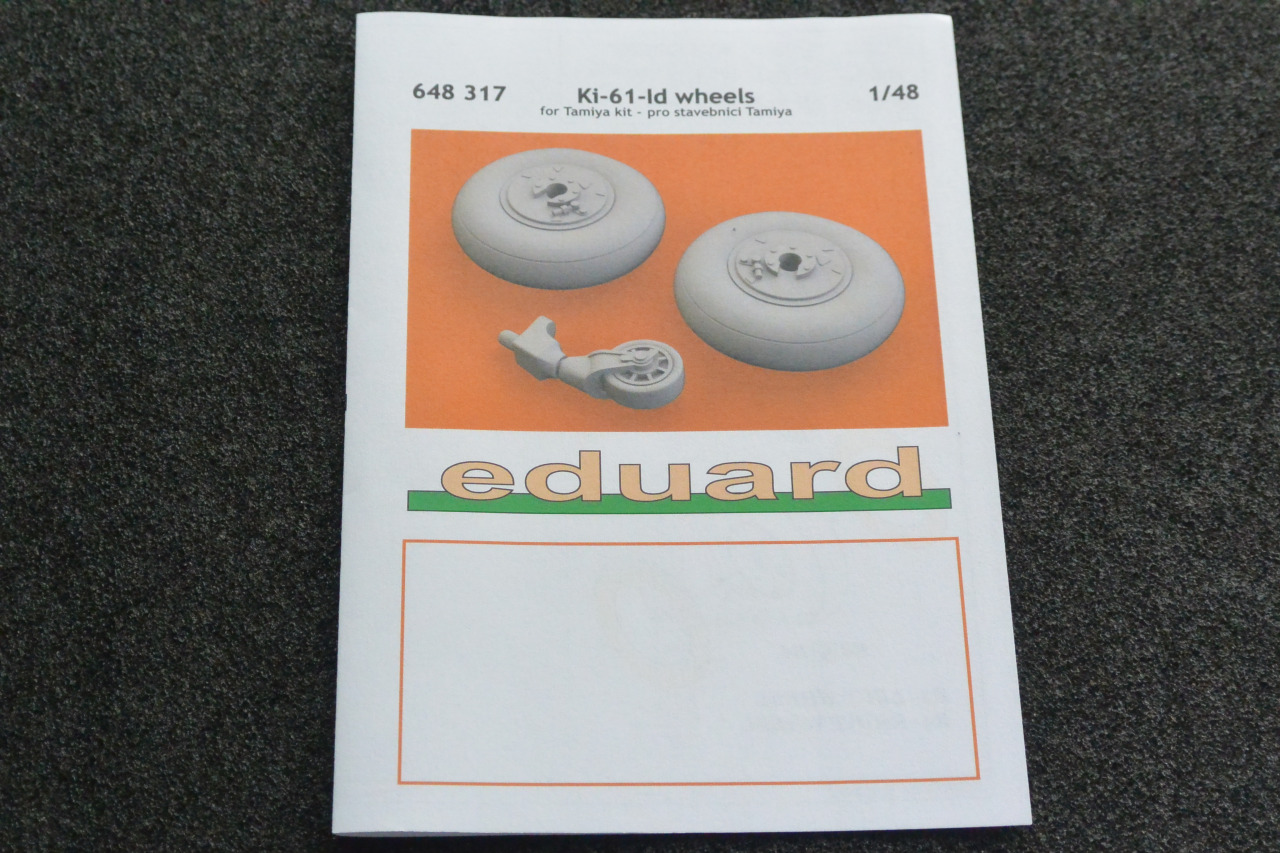 648 317 Ki-61-Id wheels 1/48
for Tamiya kit - pro stavebnici Tamiya
eduard